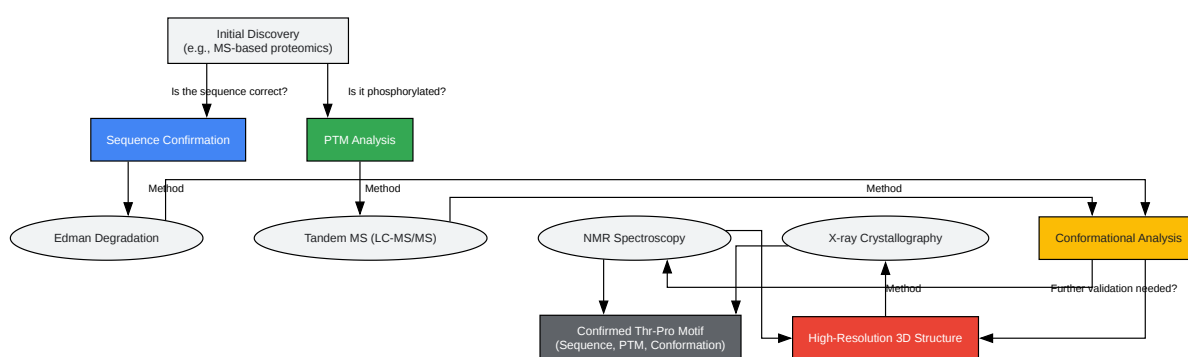 Initial Discovery
(e.g., MS-based proteomics)
Is the sequence correct?
Is it phosphorylated?
Sequence Confirmation
PTM Analysis
Method
Method
Method
Edman Degradation
Tandem MS (LC-MS/MS)
NMR Spectroscopy
X-ray Crystallography
Conformational Analysis
Method
Further validation needed?
Confirmed Thr-Pro Motif
(Sequence, PTM, Conformation)
High-Resolution 3D Structure